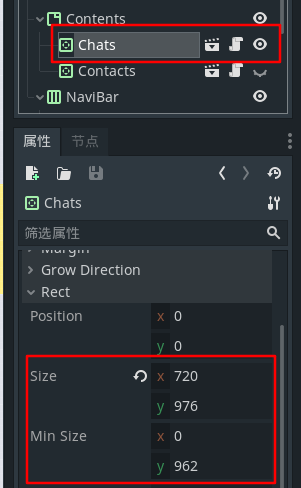 Contents
Chats
Contacts
NaviBar
属性 节点
Chats
筛选属性
Margin
Grow Direction
Rect
Position x 0
y 0
Size x 720
y 976
Min Size x 0
y 962